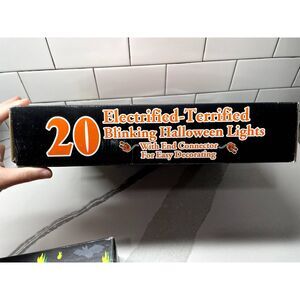 20
Electrified-Terrified
Blinking Halloween Lights
With End Connector
For Easy Decorating